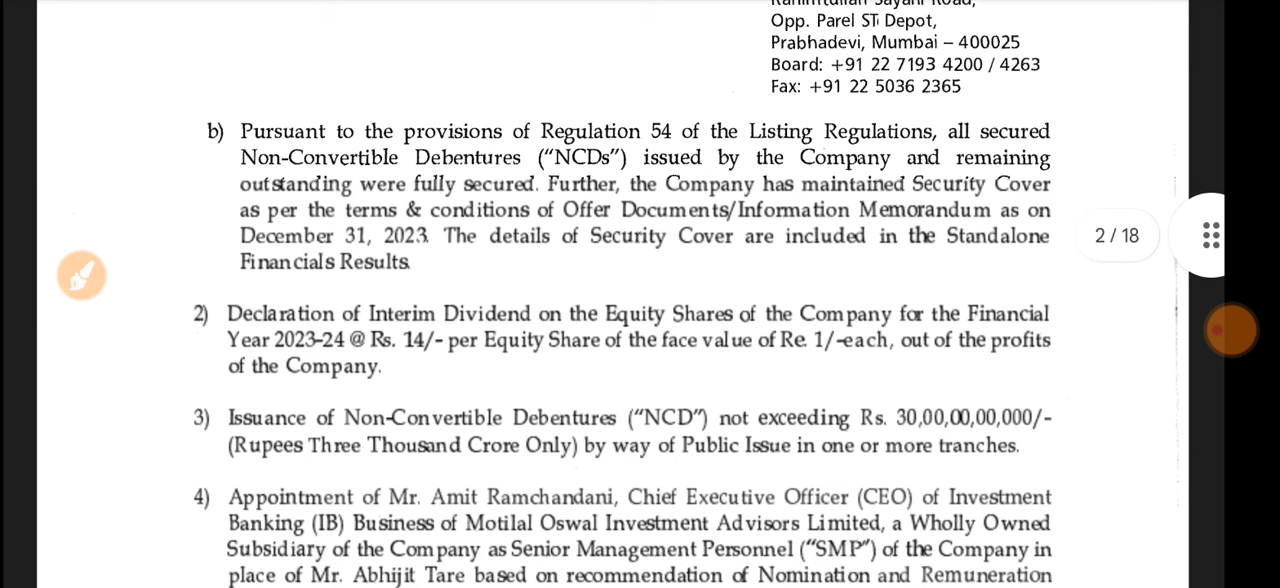 Opp. Parel ST Depot,
Prabhadevi, Mumbai – 400025
Board: +91 22 7193 4200 / 4263
Fax: +91 22 5036 2365
b) Pursuant to the provisions of Regulation 54 of the Listing Regulations, all secured
Non-Convertible Debentures (“NCDs”) issued by the Company and remaining
outstanding were fully secured. Further, the Company has maintained Security Cover
as per the terms & conditions of Offer Documents/Information Memorandum as on
December 31, 2023. The details of Security Cover are included in the Standalone
Financials Results.
2 / 18
2) Declaration of Interim Dividend on the Equity Shares of the Company for the Financial
Year 2023-24 @ Rs. 14/- per Equity Share of the face value of Re. 1/-each, out of the profits
of the Company.
3) Issuance of Non-Convertible Debentures (“NCD”) not exceeding Rs. 30,00,00,00,000/-
(Rupees Three Thousand Crore Only) by way of Public Issue in one or more tranches.
4) Appointment of Mr. Amit Ramchandani, Chief Executive Officer (CEO) of Investment
Banking (IB) Business of Motilal Oswal Investment Advisors Limited, a Wholly Owned
Subsidiary of the Company as Senior Management Personnel (“SMP”) of the Company in
place of Mr. Abhijit Tare based on recommendation of Nomination and Remuneration